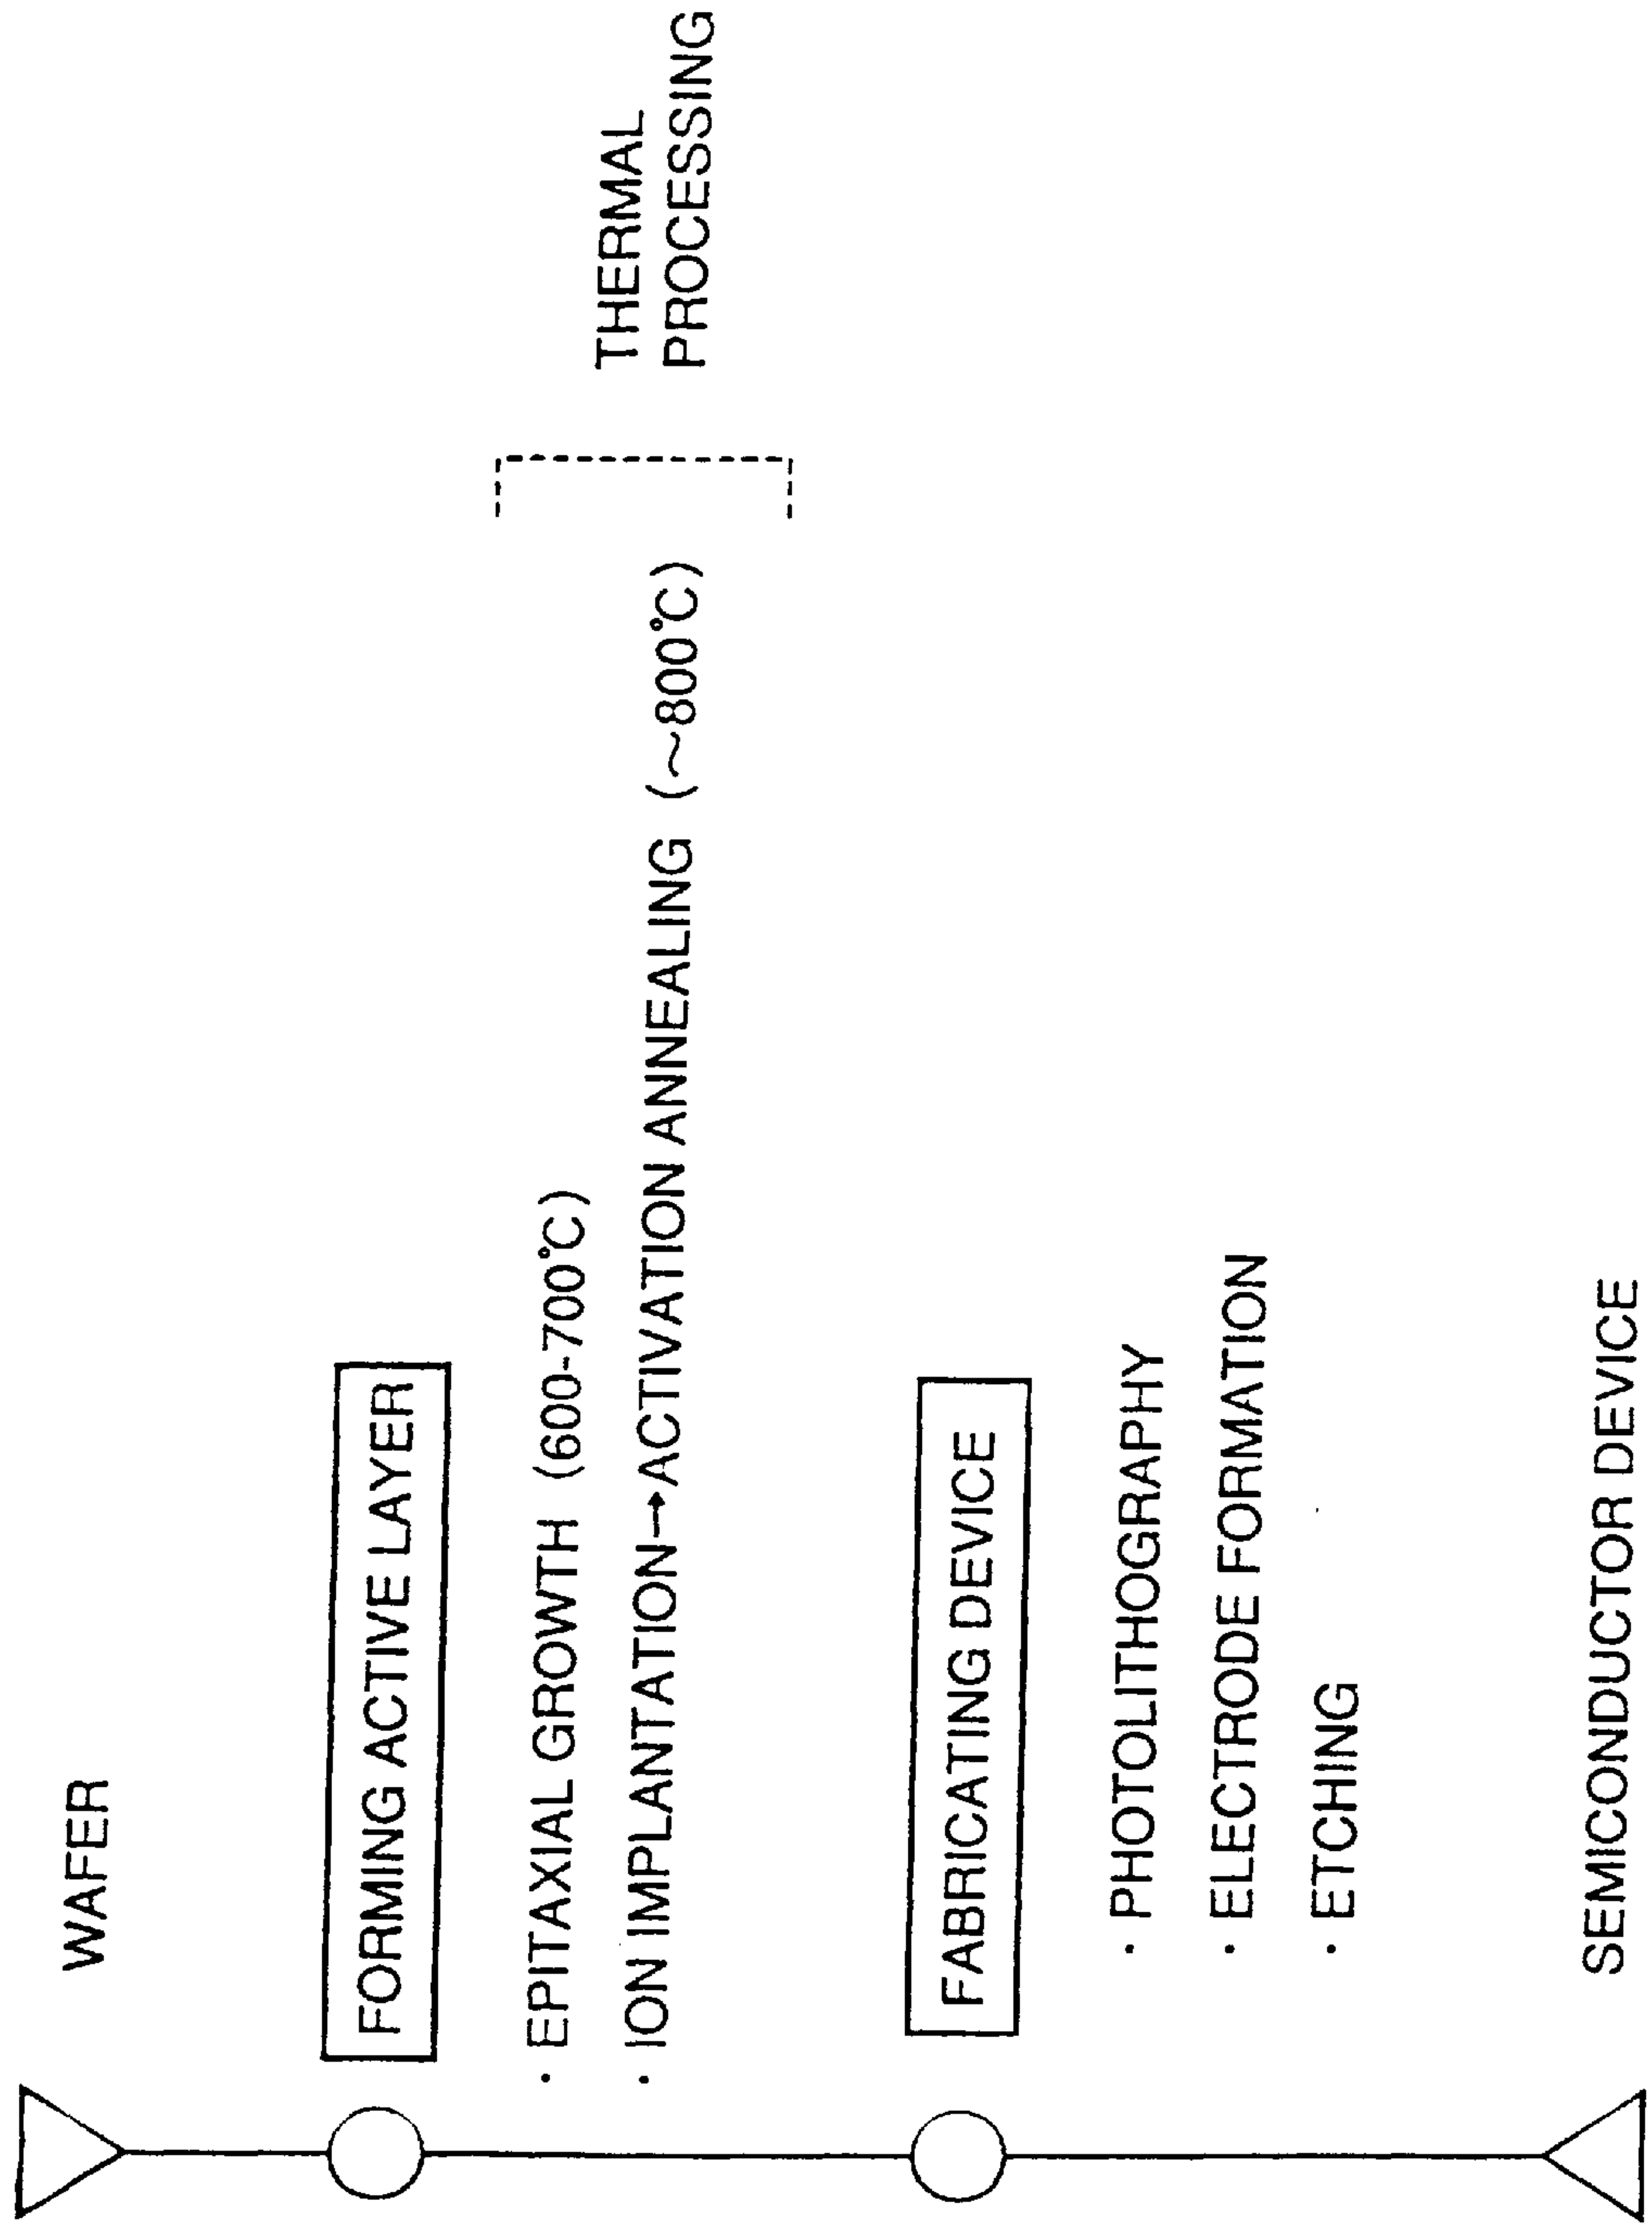 WAFER
FORMING ACTIVE LAYER
· EPITAXIAL GROWTH (600-700℃)
· ION IMPLANTATION→ACTIVATION ANNEALING (~800℃)
THERMAL
PROCESSING
FABRICATING DEVICE
· PHOTOLITHOGRAPHY
· ELECTRODE FORMATION
· ETCHING
SEMICONDUCTOR DEVICE